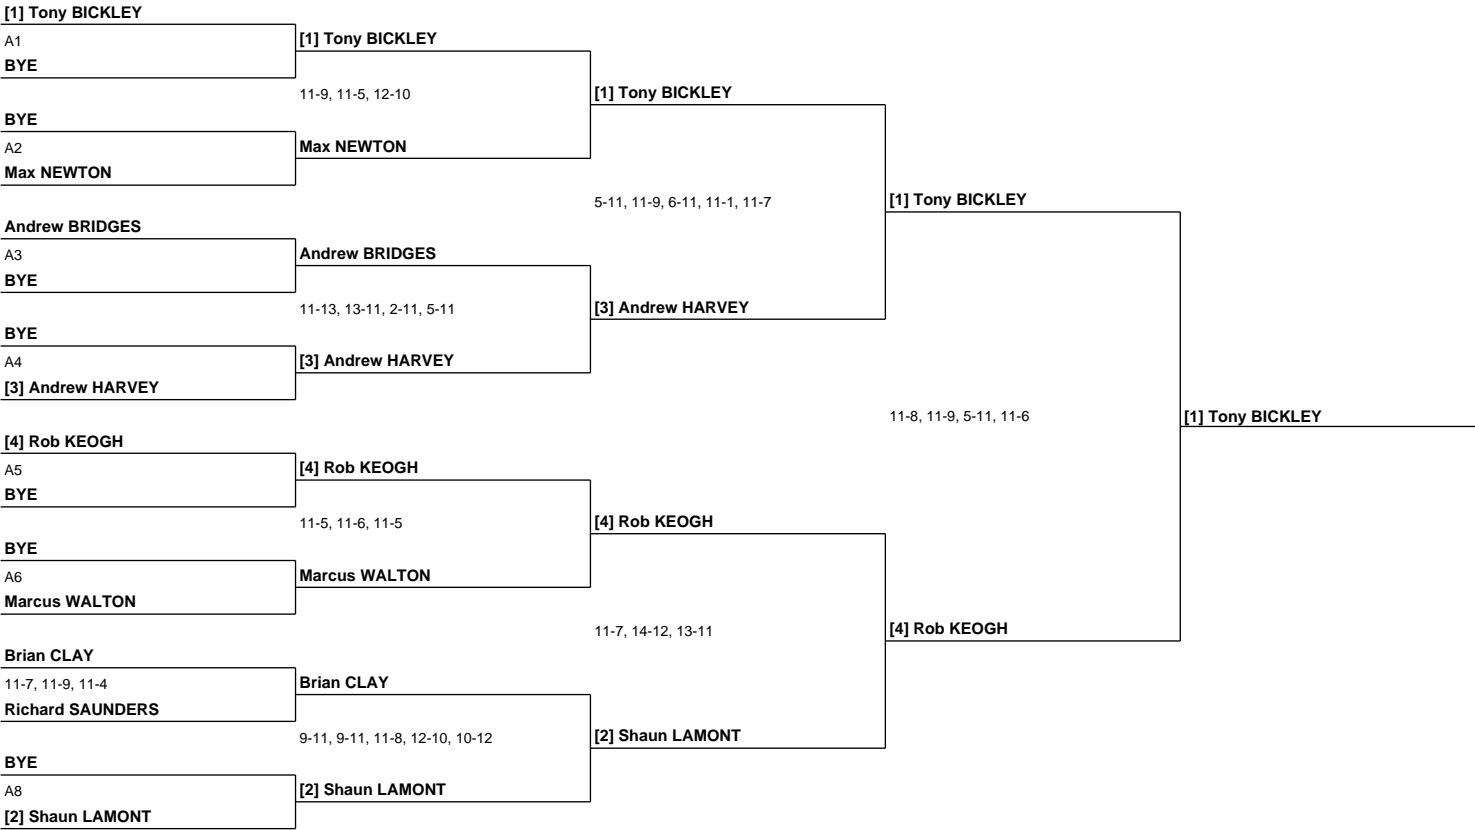 [1] Tony BICKLEY
A1
BYE
BYE
A2
Max NEWTON
Andrew BRIDGES
A3
BYE
BYE
A4
[3] Andrew HARVEY
[4] Rob KEOGH
A5
BYE
BYE
A6
Marcus WALTON
Brian CLAY
11-7, 11-9, 11-4
Richard SAUNDERS
BYE
A8
[2] Shaun LAMONT
[1] Tony BICKLEY
11-9, 11-5, 12-10
Max NEWTON
Andrew BRIDGES
11-13, 13-11, 2-11, 5-11
[3] Andrew HARVEY
[4] Rob KEOGH
11-5, 11-6, 11-5
Marcus WALTON
Brian CLAY
9-11, 9-11, 11-8, 12-10, 10-12
[2] Shaun LAMONT
[1] Tony BICKLEY
5-11, 11-9, 6-11, 11-1, 11-7
[3] Andrew HARVEY
[4] Rob KEOGH
11-7, 14-12, 13-11
[2] Shaun LAMONT
[1] Tony BICKLEY
11-8, 11-9, 5-11, 11-6
[4] Rob KEOGH
[1] Tony BICKLEY